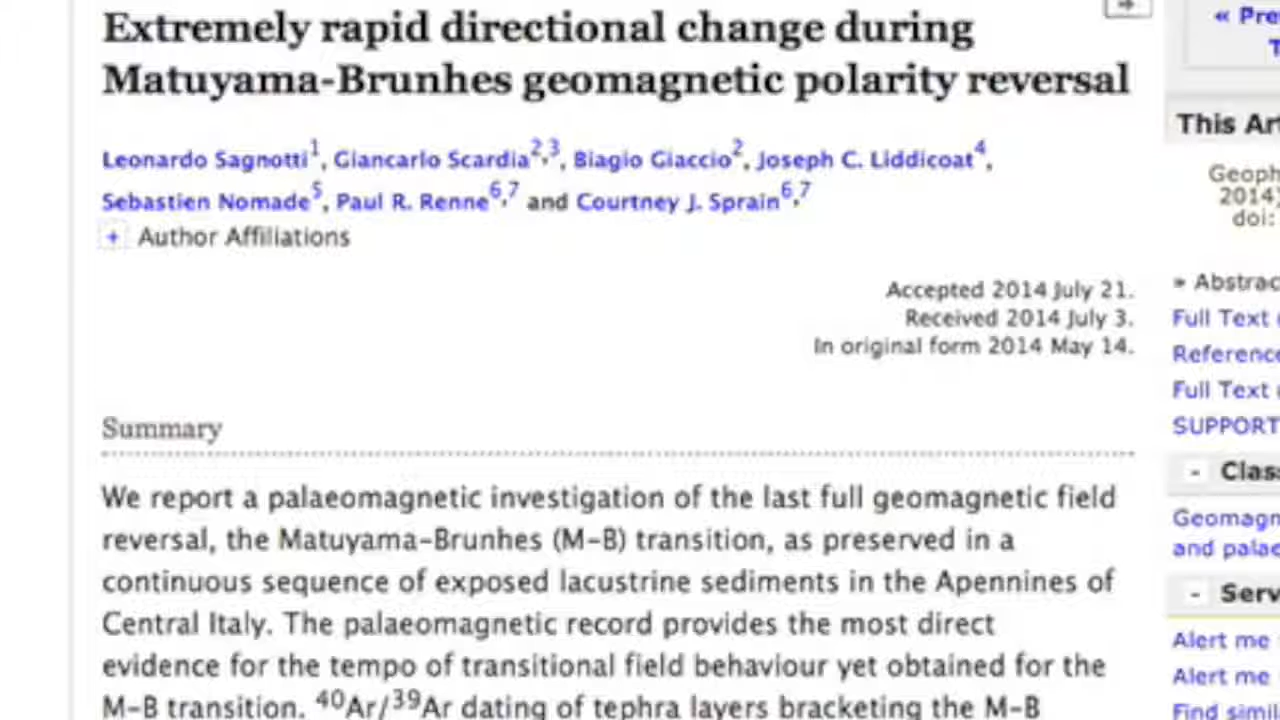 Extremely rapid directional change during
Matuyama-Brunhes geomagnetic polarity reversal
Leonardo Sagnotti1, Giancarlo Scardia2,3, Biagio Giaccio2, Joseph C. Liddicoat4,
Sebastien Nomade5, Paul R. Renne6,7 and Courtney J. Sprain6,7
+ Author Affiliations
Accepted 2014 July 21.
Received 2014 July 3.
In original form 2014 May 14.
Summary
We report a palaeomagnetic investigation of the last full geomagnetic field
reversal, the Matuyama-Brunhes (M-B) transition, as preserved in a
continuous sequence of exposed lacustrine sediments in the Apennines of
Central Italy. The palaeomagnetic record provides the most direct
evidence for the tempo of transitional field behaviour yet obtained for the
M-B transition. 40Ar/39Ar dating of tephra layers bracketing the M-B
« Pre
T
This Ar
Geoph
2014
doi:
» Abstrac
Full Text
Reference
Full Text
SUPPORT
- Clas
Geomagn
and palae
- Serv
Alert me
Alert me
Find simil